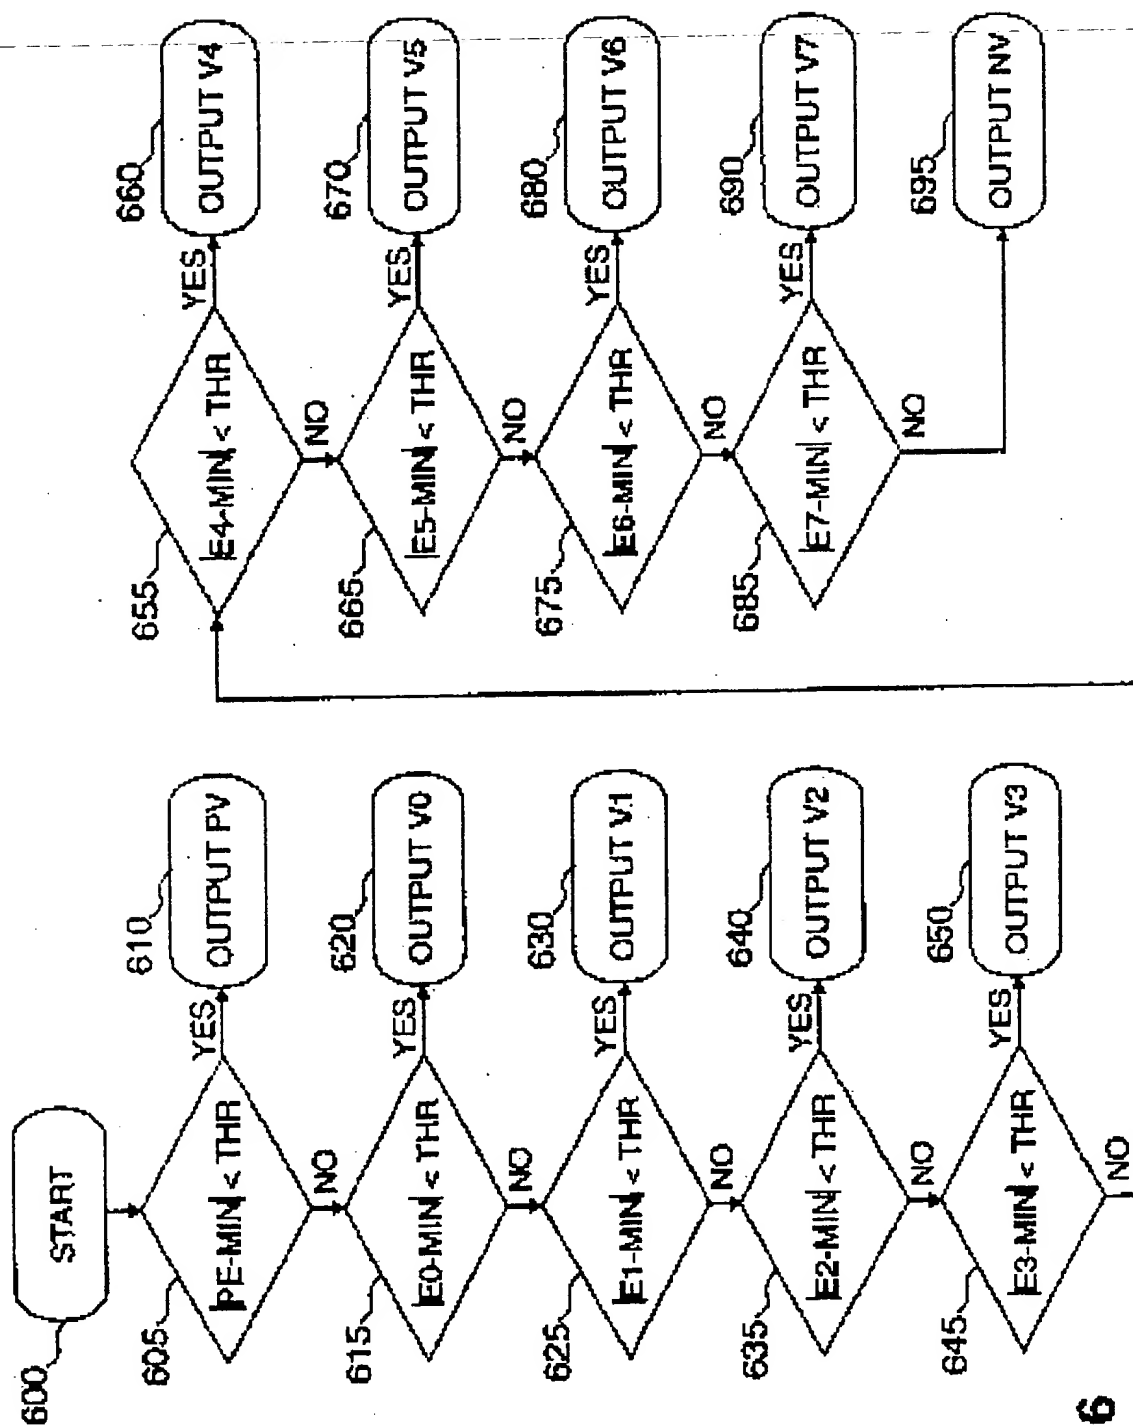 600
START
605
|PE-MIN| < THR
YES
610
OUTPUT PV
NO
615
|E0-MIN| < THR
YES
620
OUTPUT V0
NO
625
|E1-MIN| < THR
YES
630
OUTPUT V1
NO
635
|E2-MIN| < THR
YES
640
OUTPUT V2
NO
645
|E3-MIN| < THR
YES
650
OUTPUT V3
NO
655
|E4-MIN| < THR
YES
660
OUTPUT V4
NO
665
|E5-MIN| < THR
YES
670
OUTPUT V5
NO
675
|E6-MIN| < THR
YES
680
OUTPUT V6
NO
685
|E7-MIN| < THR
YES
690
OUTPUT V7
NO
695
OUTPUT NV
6